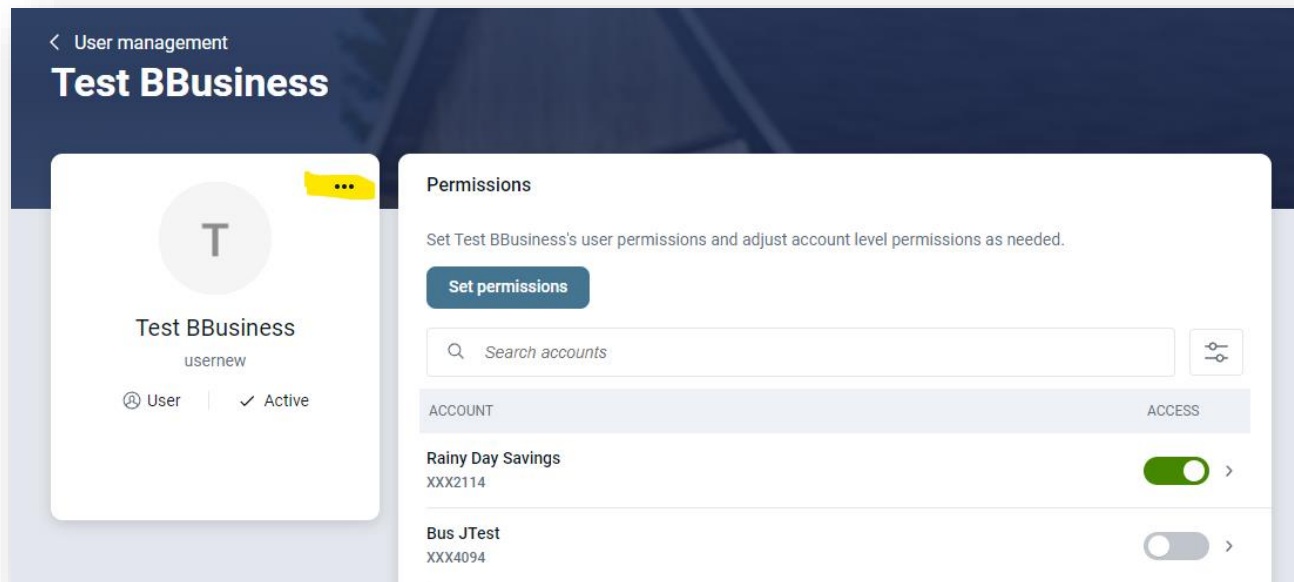 User management
Test BBusiness
T
Test BBusiness
usernew
User
Active
Permissions
Set Test BBusiness's user permissions and adjust account level permissions as needed.
Set permissions
Search accounts
ACCOUNT ACCESS
Rainy Day Savings
XXX2114
Bus JTest
XXX4094